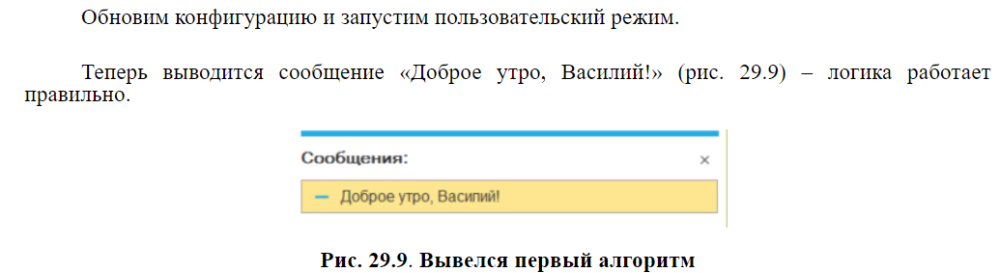 Обновим конфигурацию и запустим пользовательский режим.
Теперь выводится сообщение «Доброе утро, Василий!» (рис. 29.9) – логика работает
правильно.
Сообщения: ×
Доброе утро, Василий!
Рис. 29.9. Вывелся первый алгоритм